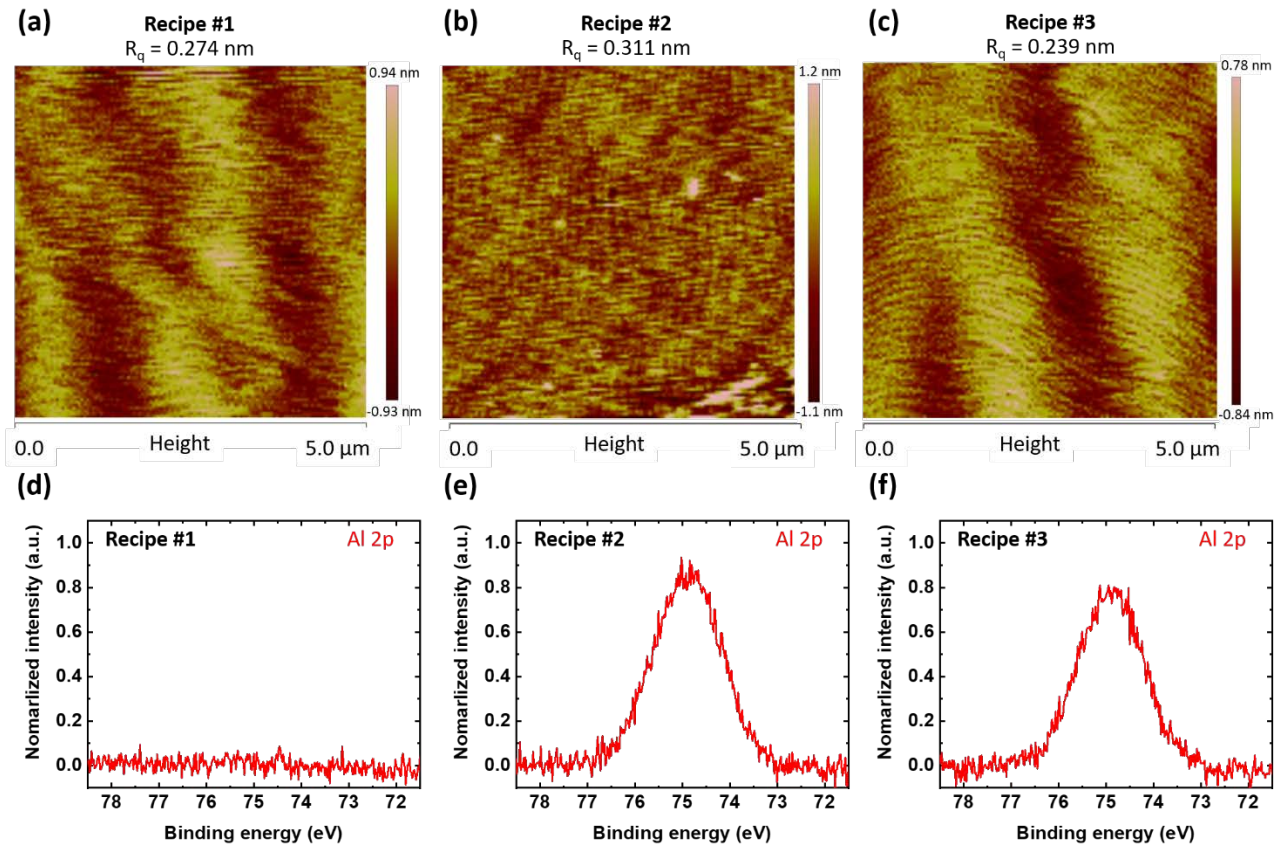 (a)
Recipe #1
Rq = 0.274 nm
0.94 nm
-0.93 nm
0.0
Height
5.0 µm
(b)
Recipe #2
Rq = 0.311 nm
1.2 nm
-1.1 nm
0.0
Height
5.0 µm
(c)
Recipe #3
Rq = 0.239 nm
0.78 nm
-0.84 nm
0.0
Height
5.0 µm
(d)
Recipe #1
Al 2p
Nomarlized intensity (a.u.)
1.0
0.8
0.6
0.4
0.2
0.0
78 77 76 75 74 73 72
Binding energy (eV)
(e)
Recipe #2
Al 2p
Nomarlized intensity (a.u.)
1.0
0.8
0.6
0.4
0.2
0.0
78 77 76 75 74 73 72
Binding energy (eV)
(f)
Recipe #3
Al 2p
Nomarlized intensity (a.u.)
1.0
0.8
0.6
0.4
0.2
0.0
78 77 76 75 74 73 72
Binding energy (eV)